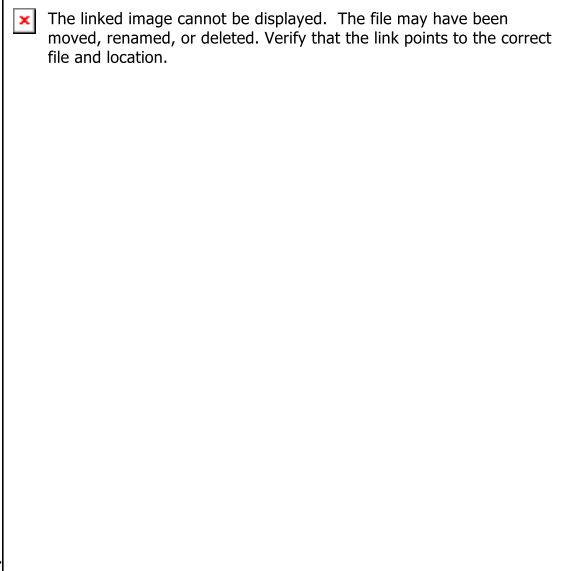 The linked image cannot be displayed.  The file may have been
moved, renamed, or deleted. Verify that the link points to the correct
file and location.